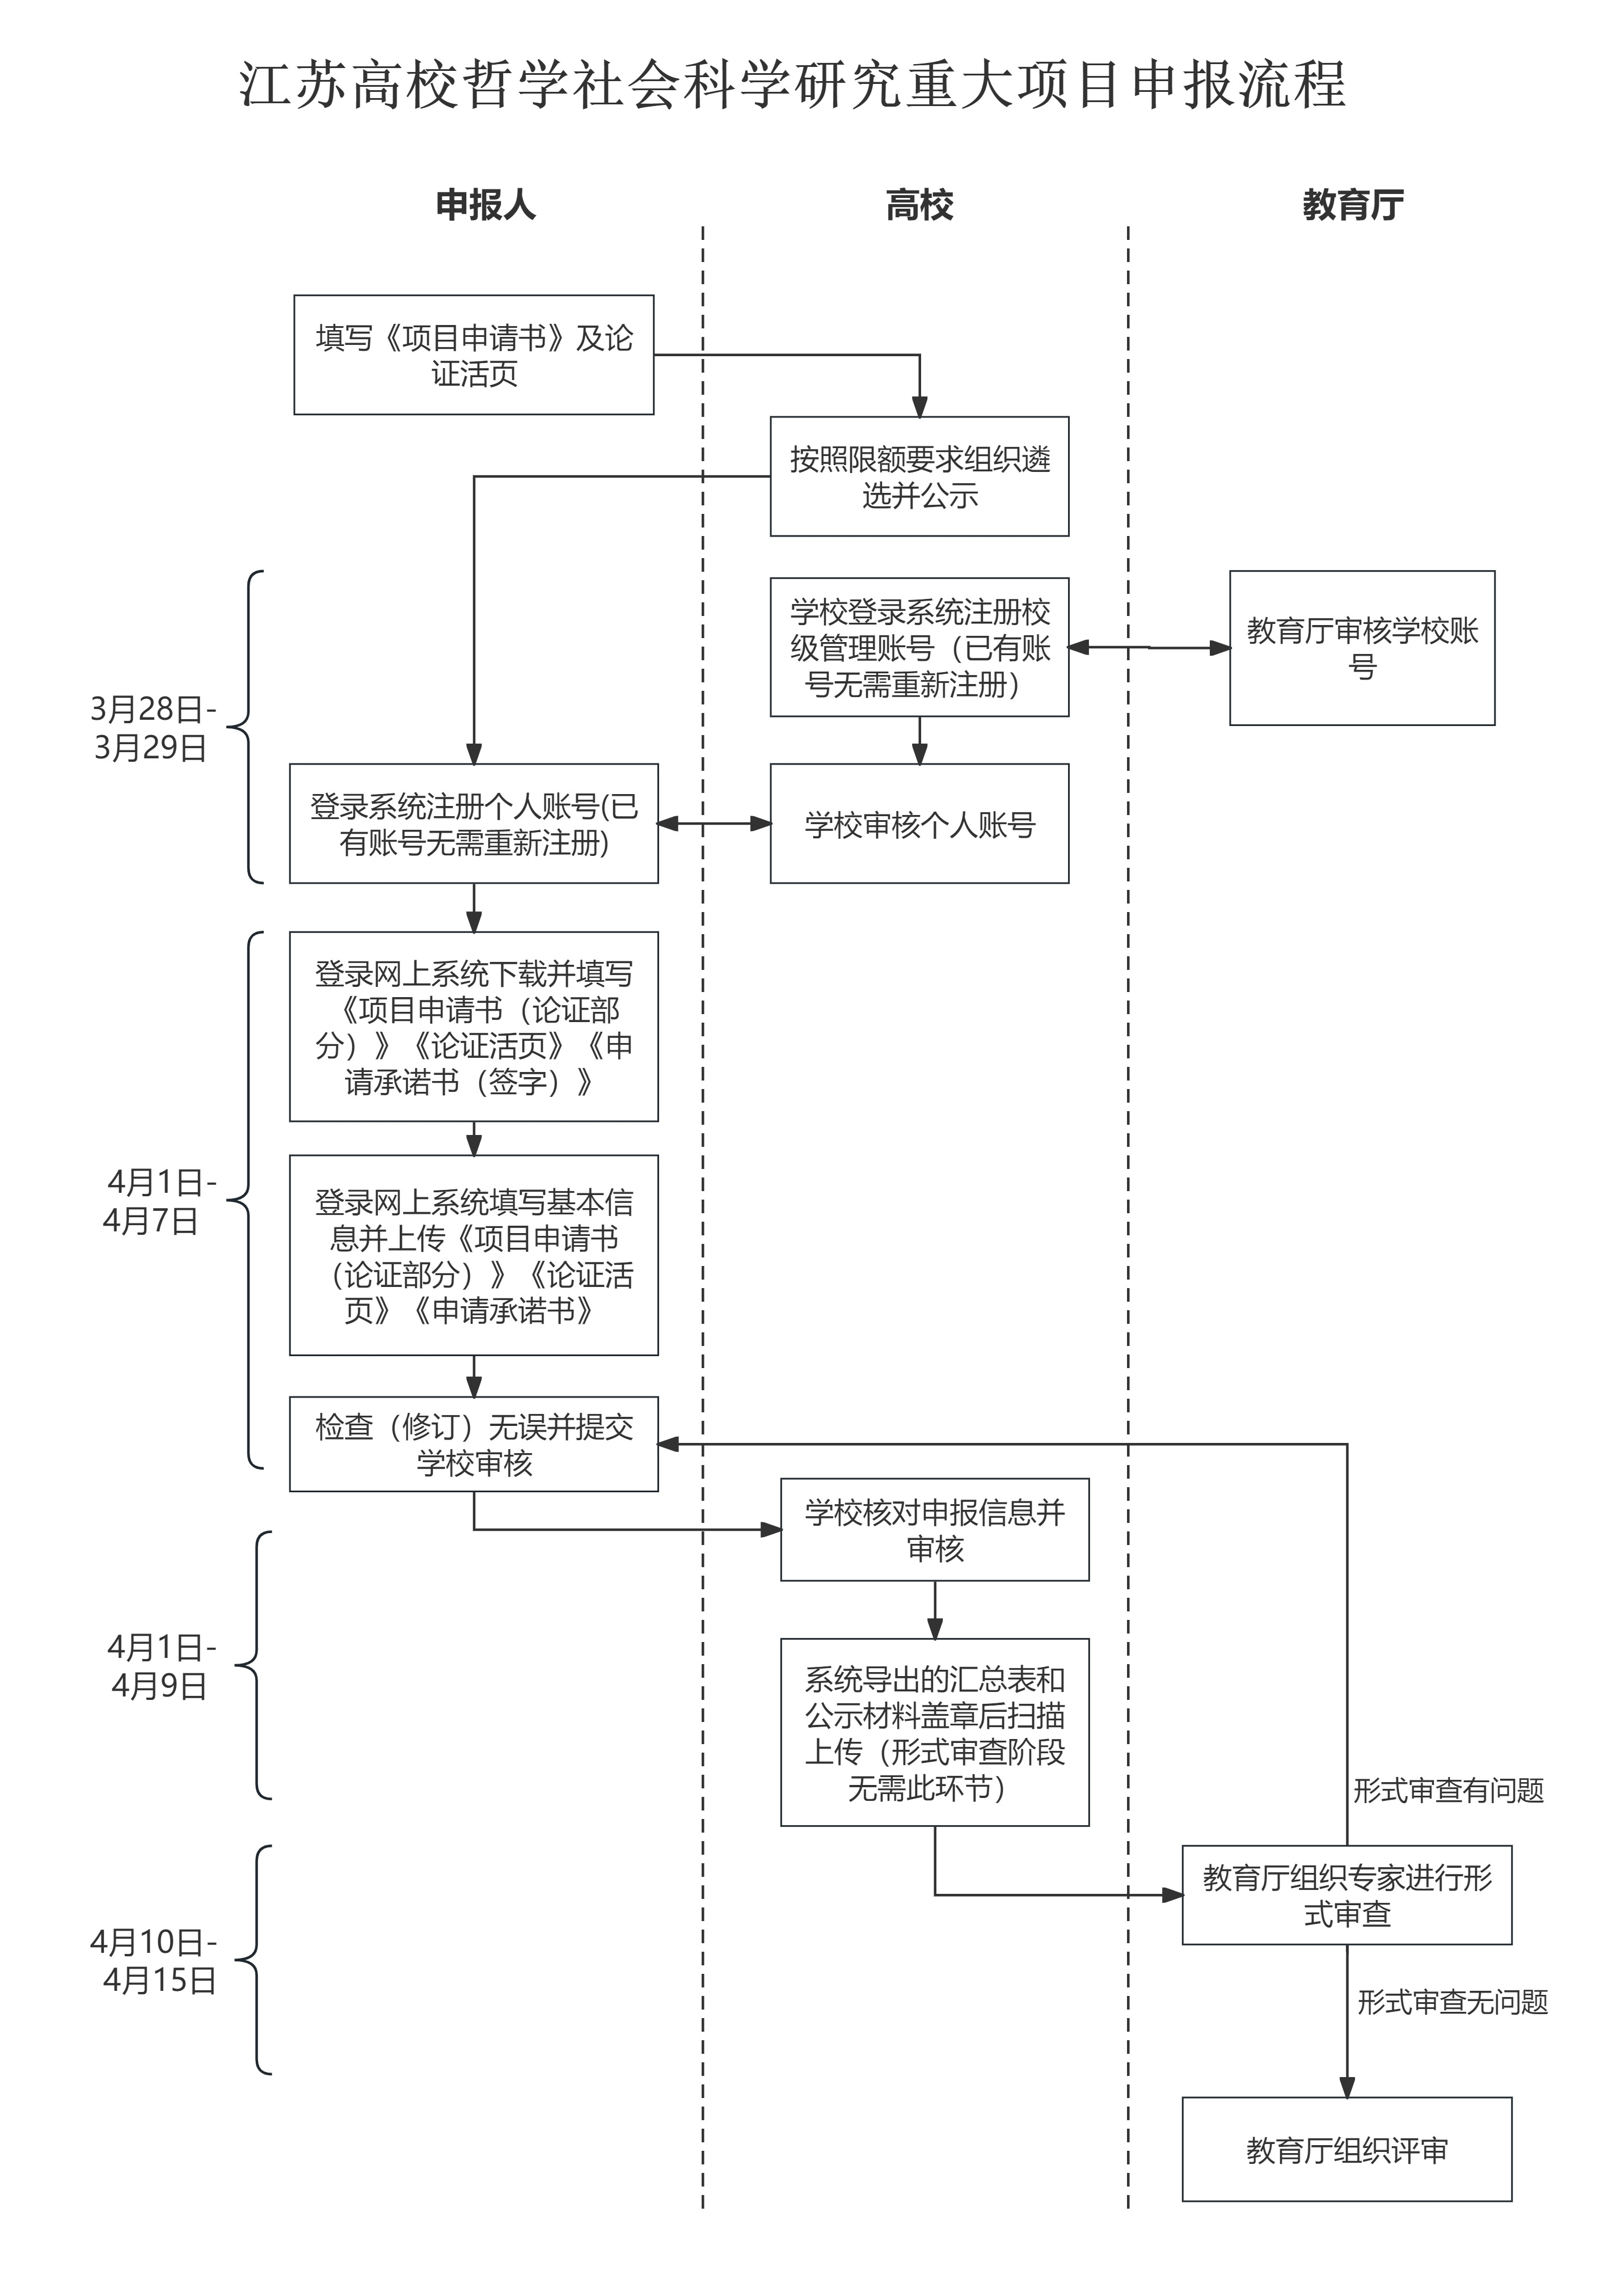 江苏高校哲学社会科学研究重大项目申报流程
申报人
高校
教育厅
填写《项目申请书》及论
证活页
按照限额要求组织遴
选并公示
学校登录系统注册校
级管理账号（已有账
号无需重新注册）
教育厅审核学校账
号
3月28日-
3月29日
登录系统注册个人账号(已
有账号无需重新注册)
学校审核个人账号
登录网上系统下载并填写
《项目申请书（论证部
分）》《论证活页》《申
请承诺书（签字）》
4月1日-
4月7日
登录网上系统填写基本信
息并上传《项目申请书
（论证部分）》《论证活
页》《申请承诺书》
检查（修订）无误并提交
学校审核
学校核对申报信息并
审核
4月1日-
4月9日
系统导出的汇总表和
公示材料盖章后扫描
上传（形式审查阶段
无需此环节）
形式审查有问题
教育厅组织专家进行形
式审查
4月10日-
4月15日
形式审查无问题
教育厅组织评审